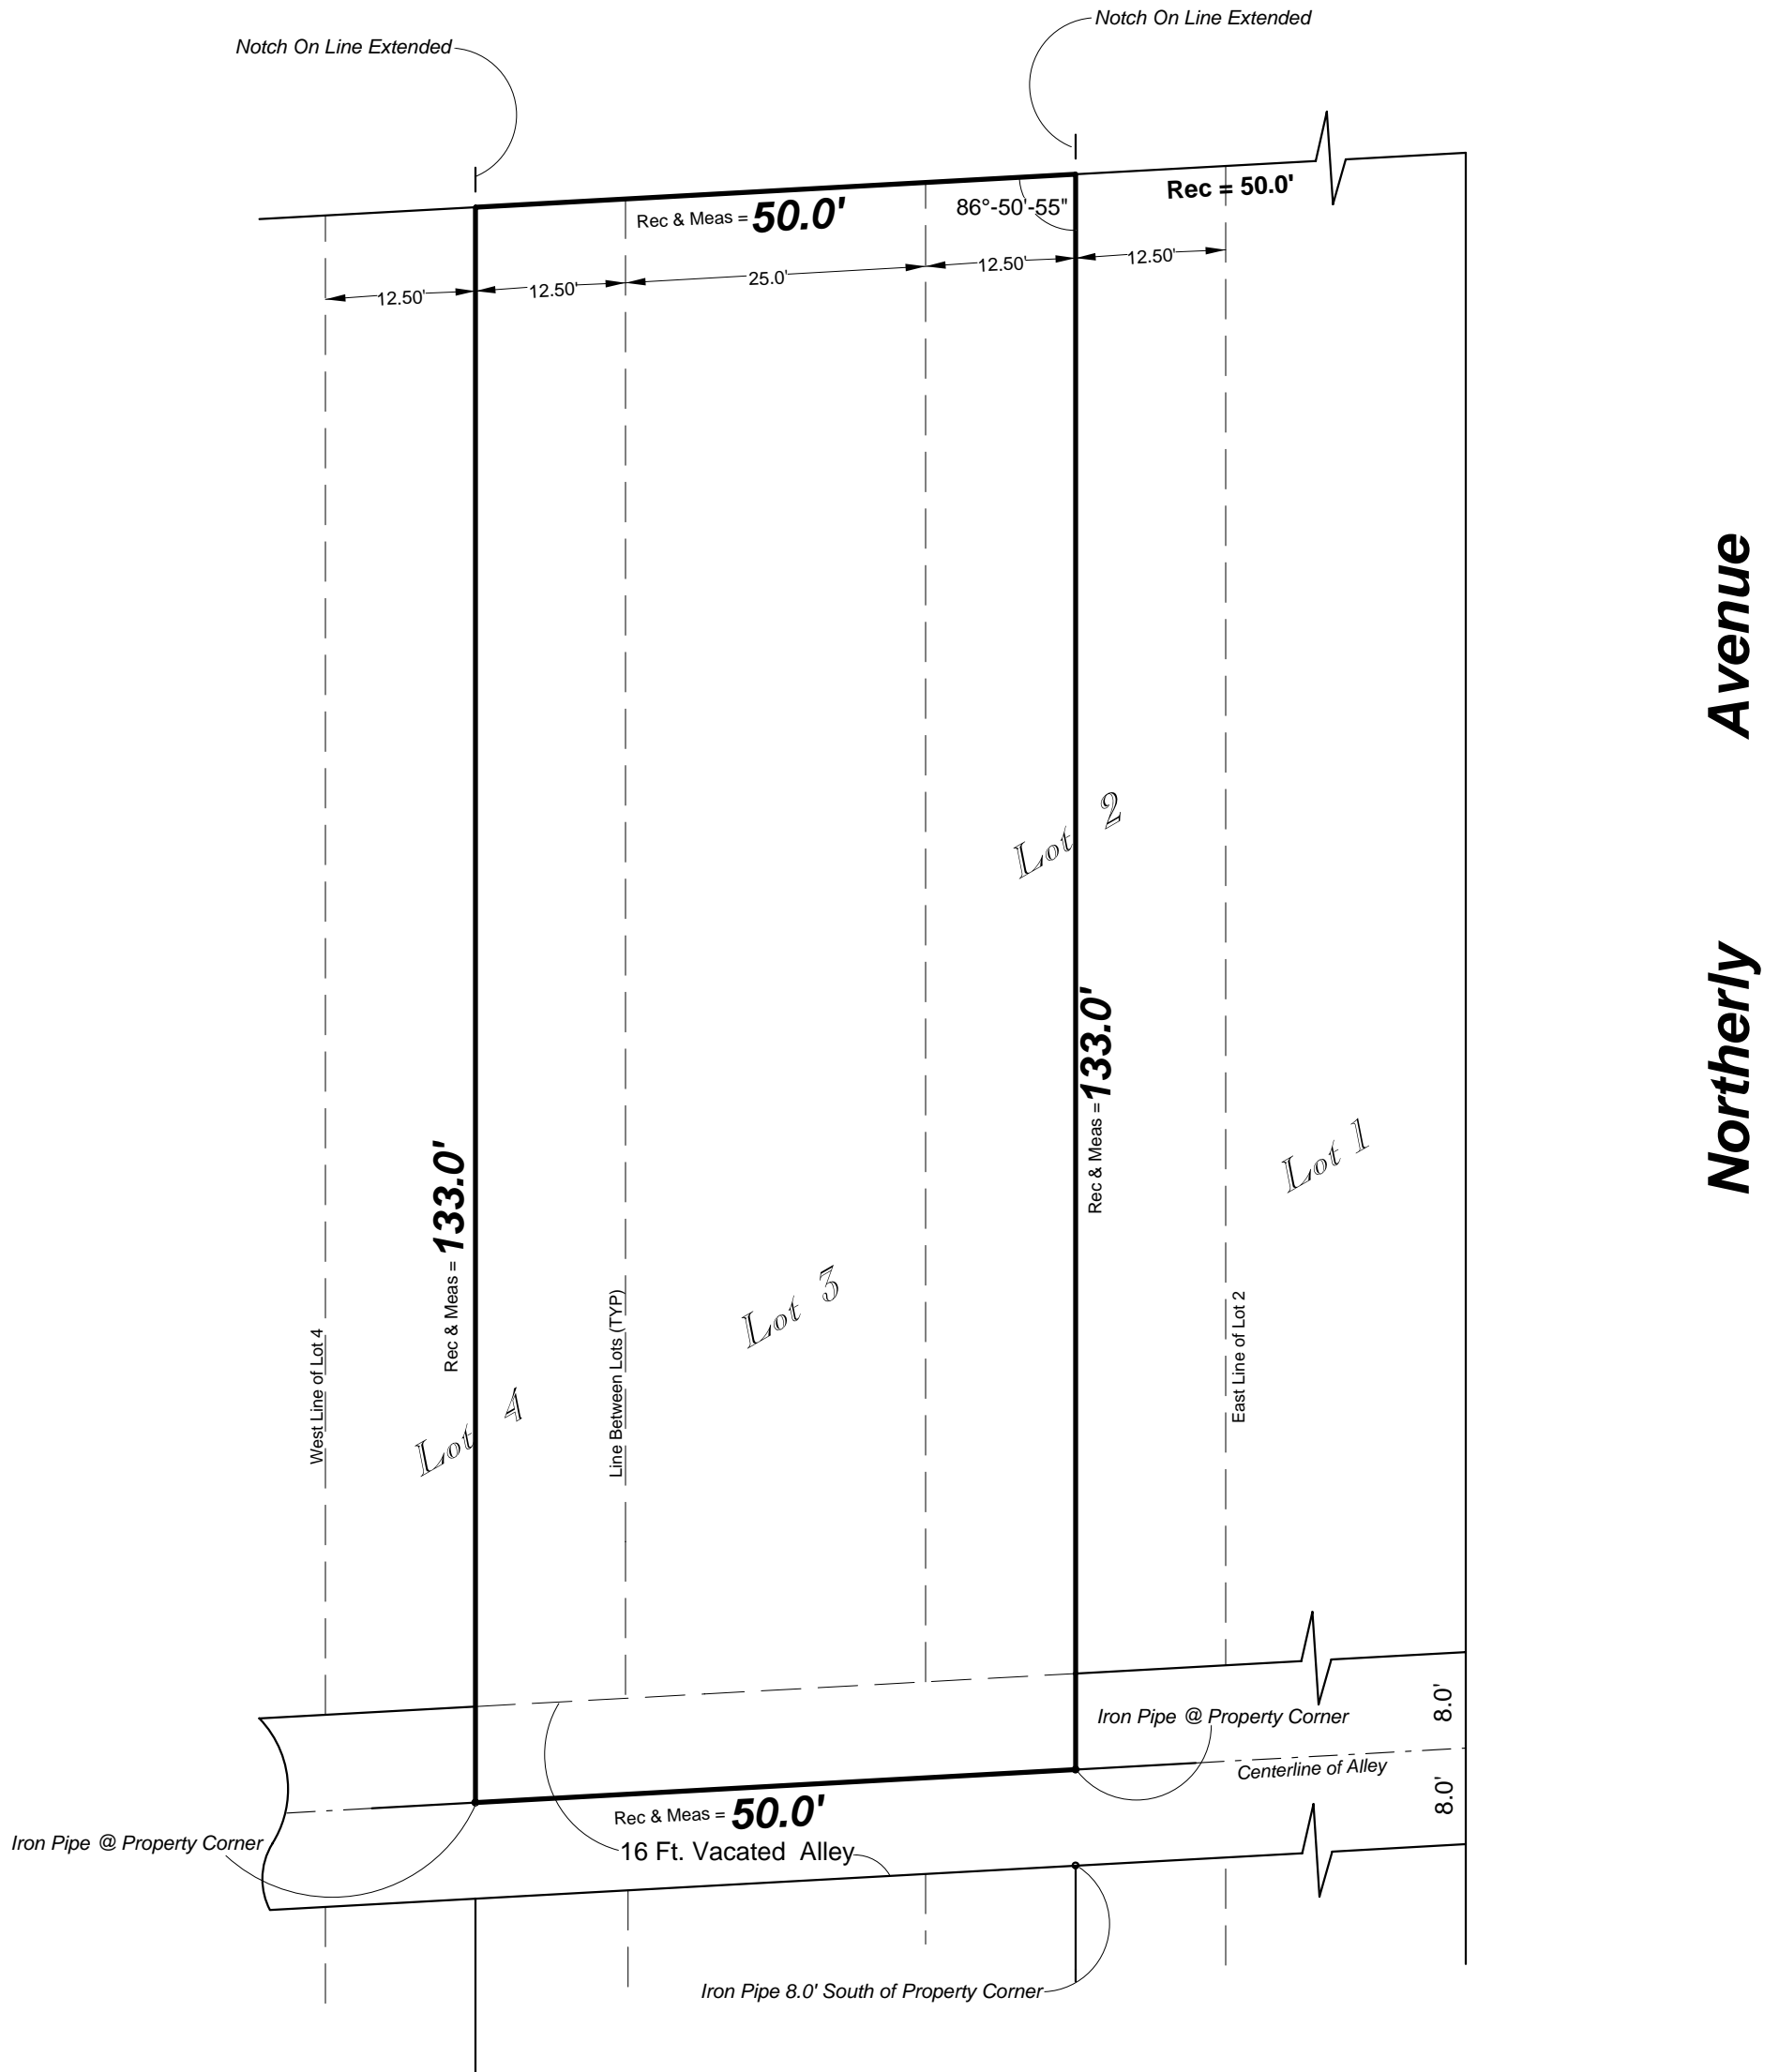 Notch On Line Extended
Notch On Line Extended
Rec & Meas = 50.0'
86°-50'-55"
Rec = 50.0'
12.50'
12.50'
25.0'
12.50'
12.50'
Avenue
Northerly
Lot 2
Rec & Meas = 133.0'
Lot 1
Rec & Meas = 133.0'
Lot 3
West Line of Lot 4
Line Between Lots (TYP)
East Line of Lot 2
Lot 4
Iron Pipe @ Property Corner
8.0'
Centerline of Alley
8.0'
Rec & Meas = 50.0'
Iron Pipe @ Property Corner
16 Ft. Vacated Alley
Iron Pipe 8.0' South of Property Corner